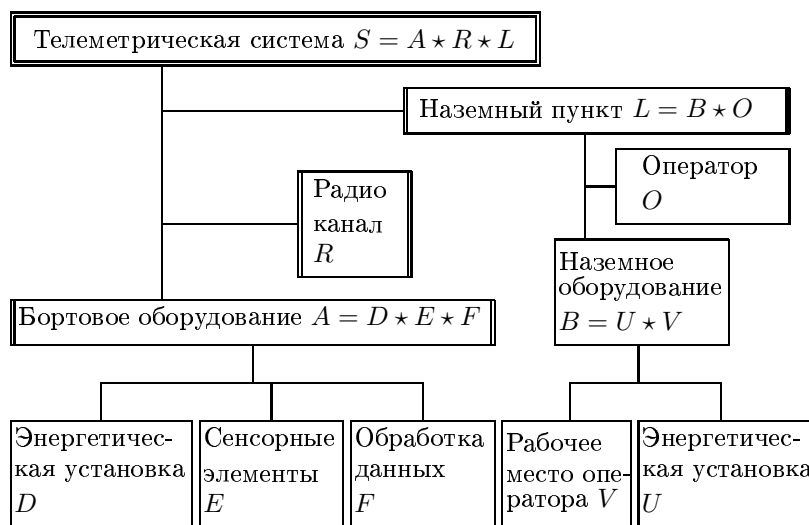 Телеметрическая система S = A ⋆ R ⋆ L
Наземный пункт L = B ⋆ O
Оператор
O
Радио
канал
R
Наземное
оборудование
B = U ⋆ V
Бортовое оборудование A = D ⋆ E ⋆ F
Энергетичес-
кая установка
D
Сенсорные
элементы
E
Обработка
данных
F
Рабочее
место опе-
ратора V
Энергетичес-
кая установка
U